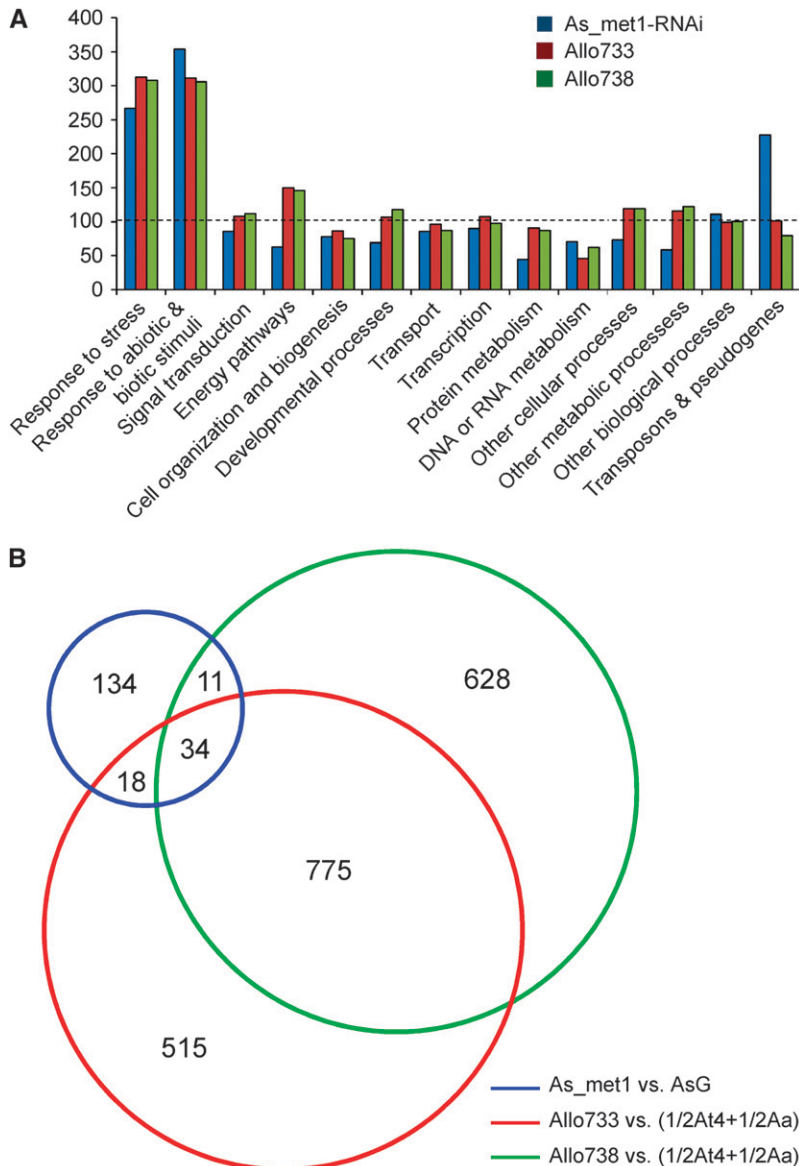 A
400
350
300
250
200
150
100
50
0
As_met1-RNAi
Allo733
Allo738
Response to stress
Response to abiotic &
biotic stimuli
Signal transduction
Energy pathways
Cell organization and biogenesis
Developmental processes
Transport
Transcription
Protein metabolism
DNA or RNA metabolism
Other cellular processes
Other metabolic processess
Other biological processes
Transposons & pseudogenes
B
134
11
628
34
18
775
515
As_met1 vs. AsG
Allo733 vs. (1/2At4+1/2Aa)
Allo738 vs. (1/2At4+1/2Aa)